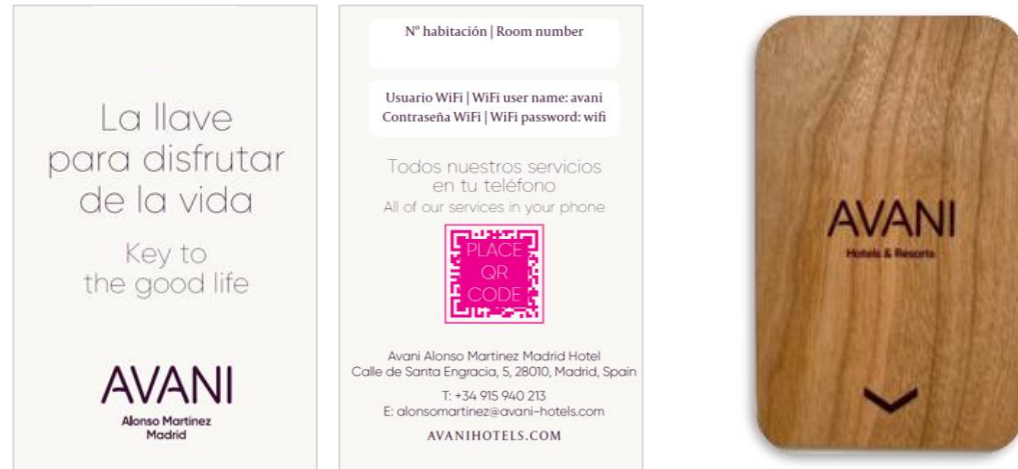 La llave
para disfrutar
de la vida
Key to
the good life
AVANI
Alonso Martinez
Madrid
N° habitación | Room number
Usuario WiFi | WiFi user name: avani
Contraseña WiFi | WiFi password: wifi
Todos nuestros servicios
en tu teléfono
All of our services in your phone
PLACE
QR
CODE
Avani Alonso Martinez Madrid Hotel
Calle de Santa Engracia, 5, 28010, Madrid, Spain
T: +34 915 940 213
E: alonsomartinez@avani-hotels.com
AVANIHOTELS.COM
AVANI
Hotels & Resorts